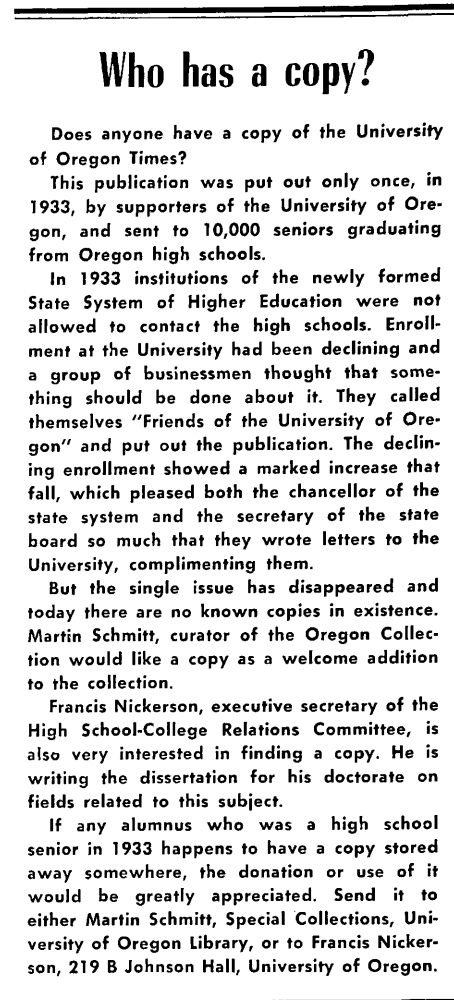 Who has a copy?
Does anyone have a copy of the University
of Oregon Times?
This publication was put out only once, in
1933, by supporters of the University of Ore-
gon, and sent to 10,000 seniors graduating
from Oregon high schools.
In 1933 institutions of the newly formed
State System of Higher Education were not
allowed to contact the high schools. Enroll-
ment at the University had been declining and
a group of businessmen thought that some-
thing should be done about it. They called
themselves "Friends of the University of Ore-
gon" and put out the publication. The declin-
ing enrollment showed a marked increase that
fall, which pleased both the chancellor of the
state system and the secretary of the state
board so much that they wrote letters to the
University, complimenting them.
But the single issue has disappeared and
today there are no known copies in existence.
Martin Schmitt, curator of the Oregon Collec-
tion would like a copy as a welcome addition
to the collection.
Francis Nickerson, executive secretary of the
High School-College Relations Committee, is
also very interested in finding a copy. He is
writing the dissertation for his doctorate on
fields related to this subject.
If any alumnus who was a high school
senior in 1933 happens to have a copy stored
away somewhere, the donation or use of it
would be greatly appreciated. Send it to
either Martin Schmitt, Special Collections, Uni-
versity of Oregon Library, or to Francis Nicker-
son, 219 B Johnson Hall, University of Oregon.